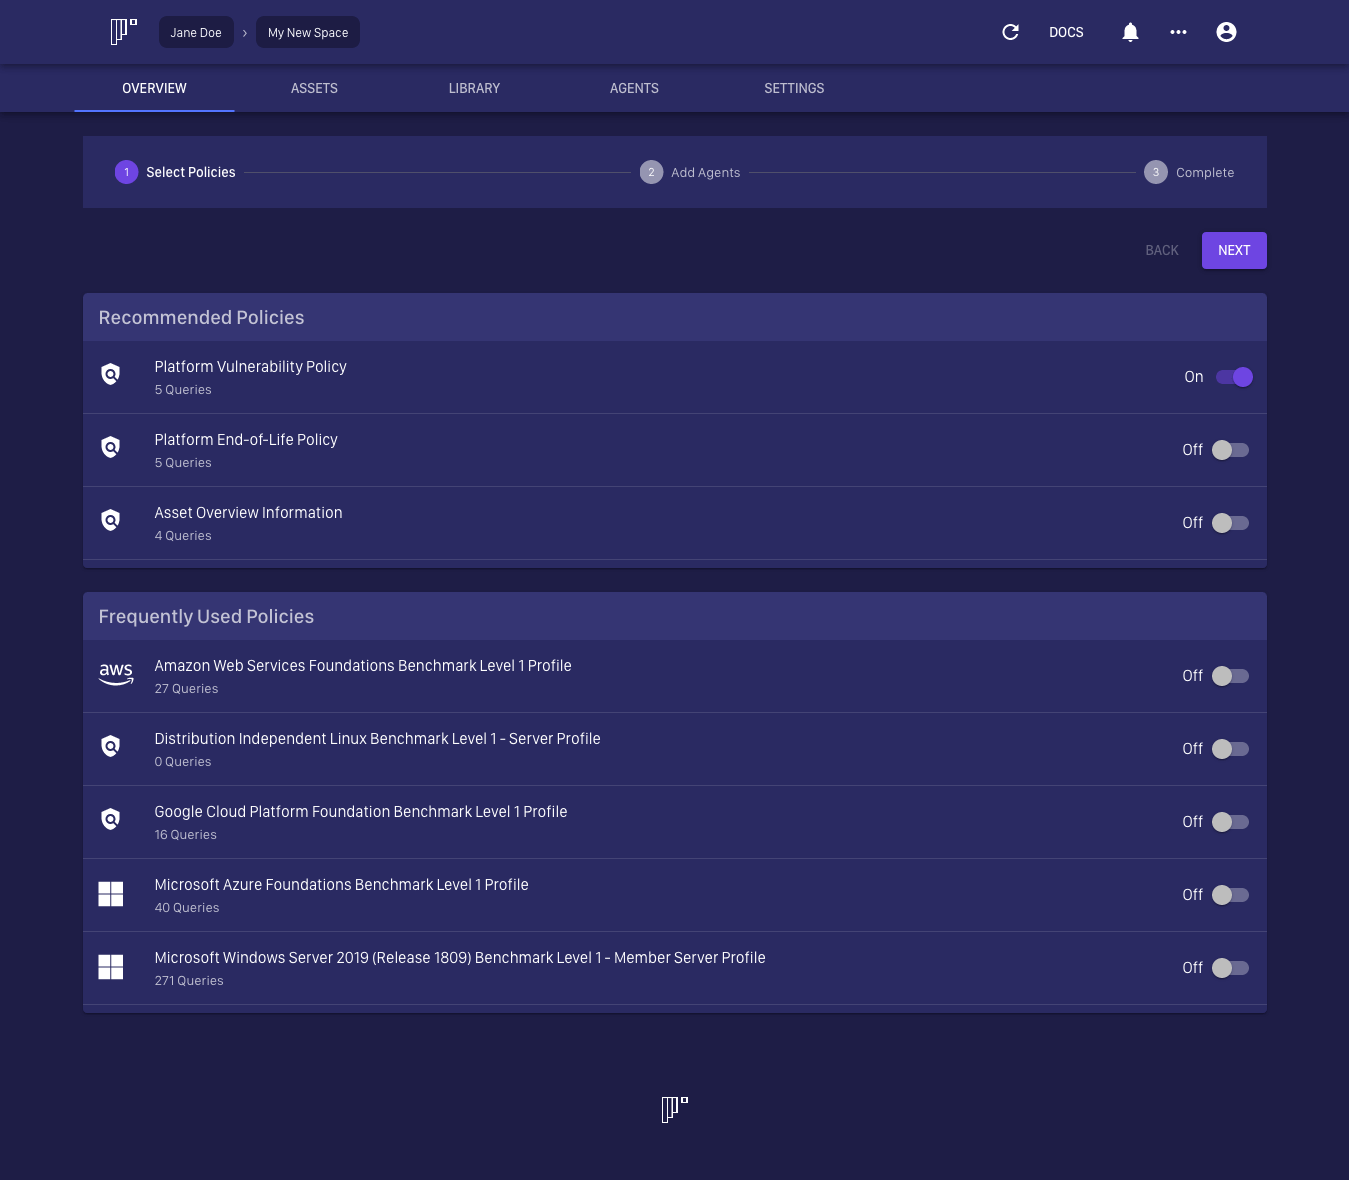 Jane Doe › My New Space DOCS
OVERVIEW ASSETS LIBRARY AGENTS SETTINGS
1 Select Policies 2 Add Agents 3 Complete
BACK NEXT
Recommended Policies
Platform Vulnerability Policy
5 Queries
On
Platform End-of-Life Policy
5 Queries
Off
Asset Overview Information
4 Queries
Off
Frequently Used Policies
aws
Amazon Web Services Foundations Benchmark Level 1 Profile
27 Queries
Off
Distribution Independent Linux Benchmark Level 1 - Server Profile
0 Queries
Off
Google Cloud Platform Foundation Benchmark Level 1 Profile
16 Queries
Off
Microsoft Azure Foundations Benchmark Level 1 Profile
40 Queries
Off
Microsoft Windows Server 2019 (Release 1809) Benchmark Level 1 - Member Server Profile
271 Queries
Off